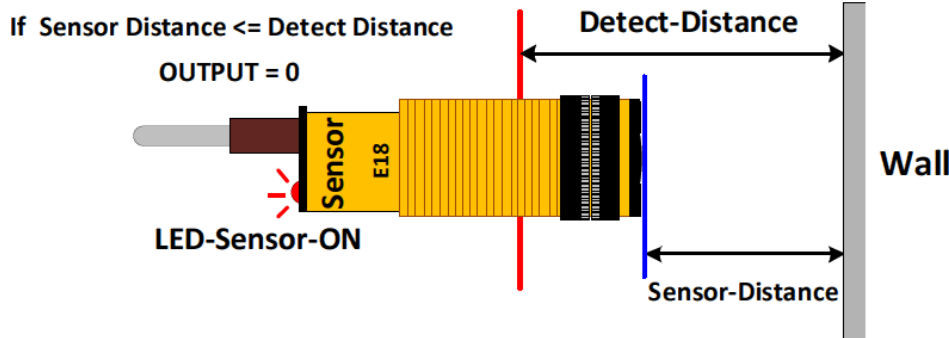 If Sensor Distance <= Detect Distance
OUTPUT = 0
Detect-Distance
Sensor
E18
Wall
LED-Sensor-ON
Sensor-Distance